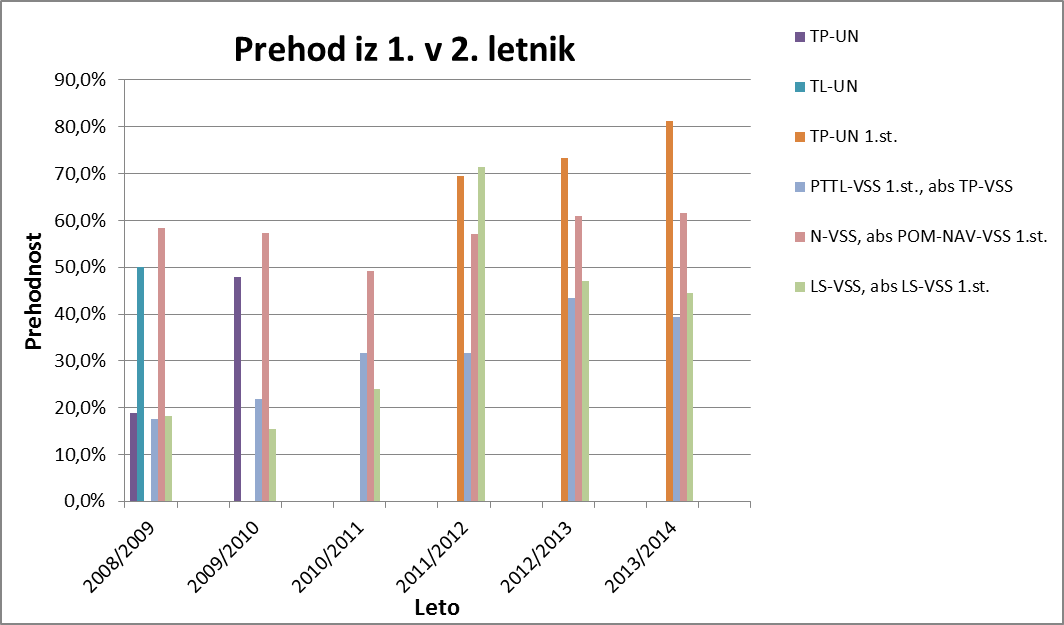 Prehod iz 1. v 2. letnik
90,0%
80,0%
70,0%
60,0%
50,0%
40,0%
30,0%
20,0%
10,0%
0,0%
Prehodnost
2008/2009
2009/2010
2010/2011
2011/2012
2012/2013
2013/2014
Leto
TP-UN
TL-UN
TP-UN 1.st.
PTTL-VSS 1.st., abs TP-VSS
N-VSS, abs POM-NAV-VSS 1.st.
LS-VSS, abs LS-VSS 1.st.